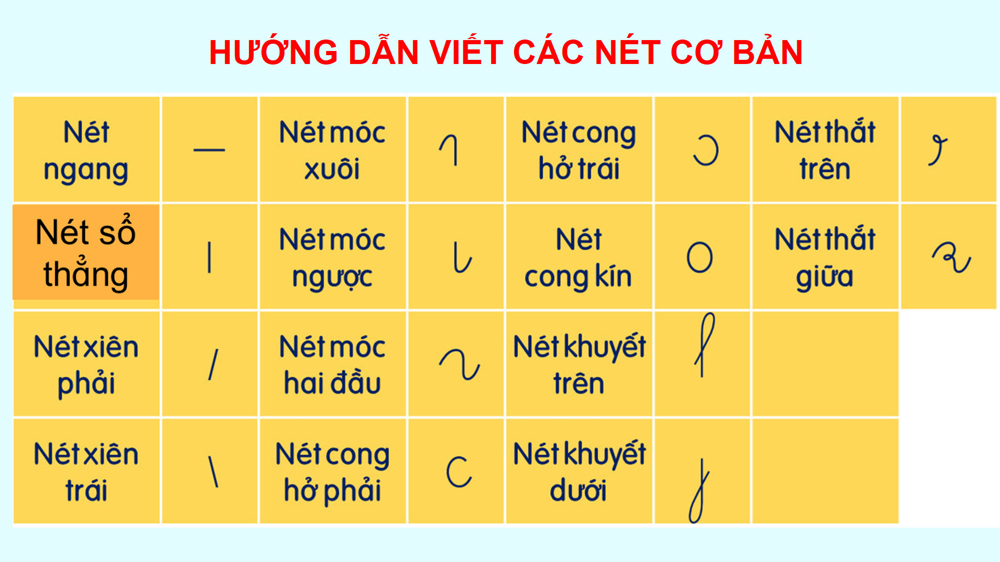 HƯỚNG DẪN VIẾT CÁC NÉT CƠ BẢN
Nét
ngang
Nét móc
xuôi
Nét cong
hở trái
Nét thắt
trên
Nét sổ
thẳng
Nét móc
ngược
Nét
cong kín
Nét thắt
giữa
Nét xiên
phải
Nét móc
hai đầu
Nét khuyết
trên
Nét xiên
trái
Nét cong
hở phải
Nét khuyết
dưới